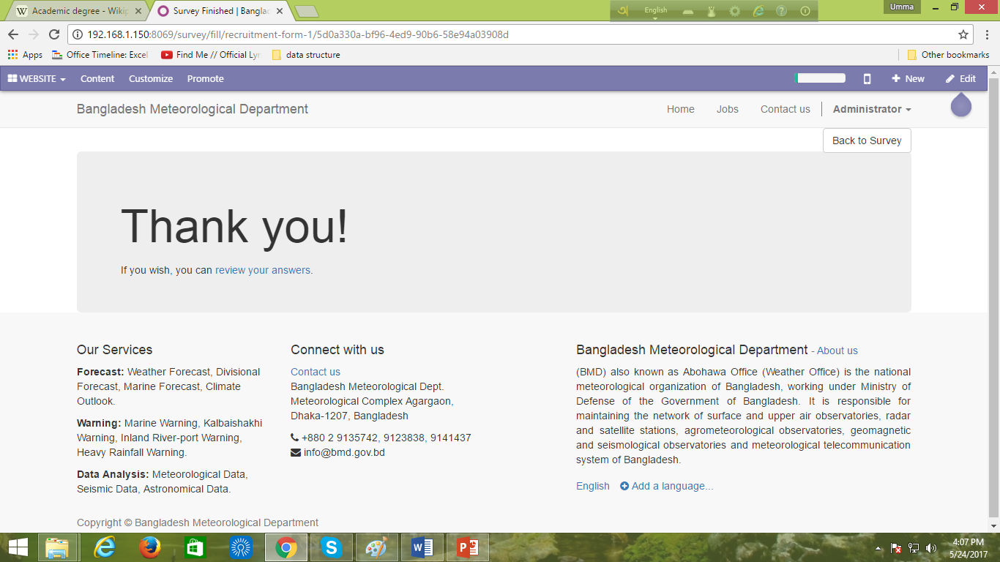 Academic degree - Wikip
Survey Finished | Banglad
English
Umma
192.168.1.150:8069/survey/fill/recruitment-form-1/5d0a330a-bf96-4ed9-90b6-58e94a03908d
Apps Office Timeline: Excel Find Me // Official Lyr data structure Other bookmarks
WEBSITE Content Customize Promote New Edit
Bangladesh Meteorological Department Home Jobs Contact us Administrator
Back to Survey
Thank you!
If you wish, you can review your answers.
Our Services
Forecast: Weather Forecast, Divisional
Forecast, Marine Forecast, Climate
Outlook.
Warning: Marine Warning, Kalbaishakhi
Warning, Inland River-port Warning,
Heavy Rainfall Warning.
Data Analysis: Meteorological Data,
Seismic Data, Astronomical Data.
Connect with us
Contact us
Bangladesh Meteorological Dept.
Meteorological Complex Agargaon,
Dhaka-1207, Bangladesh
+880 2 9135742, 9123838, 9141437
info@bmd.gov.bd
Bangladesh Meteorological Department - About us
(BMD) also known as Abohawa Office (Weather Office) is the national
meteorological organization of Bangladesh, working under Ministry of
Defense of the Government of Bangladesh. It is responsible for
maintaining the network of surface and upper air observatories, radar
and satellite stations, agrometeorological observatories, geomagnetic
and seismological observatories and meteorological telecommunication
system of Bangladesh.
English Add a language...
Copyright © Bangladesh Meteorological Department
4:07 PM
5/24/2017